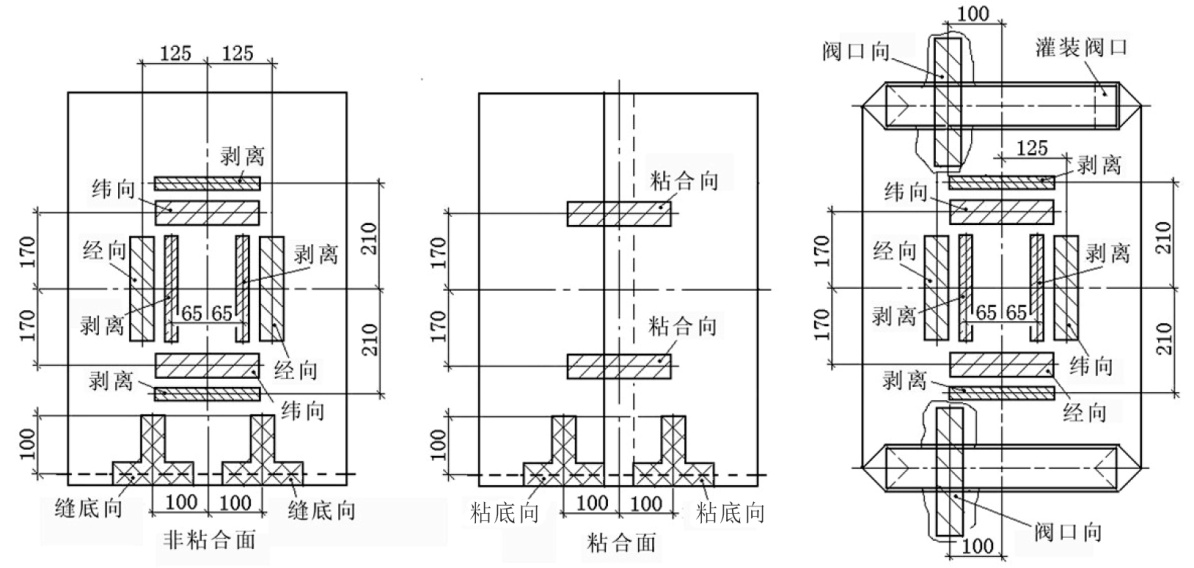 125 125
剥离
纬向
经向
剥离
170
170
210
210
65 65
剥离
经向
剥离
纬向
100
缝底向
100 100
缝底向
非粘合面
粘合向
170
170
粘合向
100
粘底向
100 100
粘底向
粘合面
100
阀口向
灌装阀口
125
剥离
纬向
经向
剥离
170
170
210
210
65 65
剥离
纬向
剥离
经向
阀口向
100